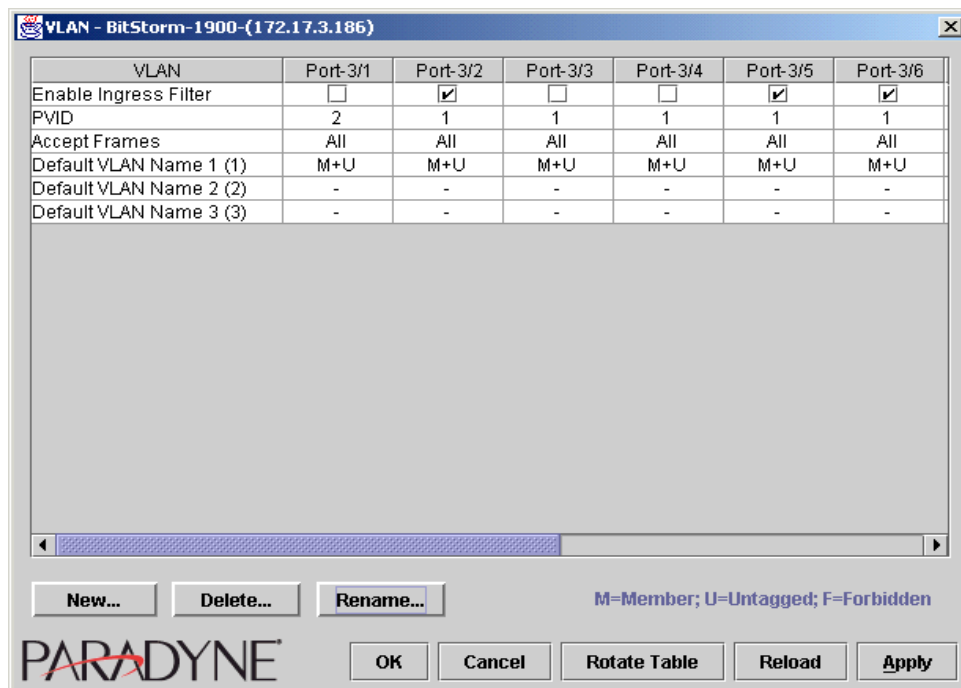 VLAN - BitStorm-1900-(172.17.3.186)
VLAN Port-3/1 Port-3/2 Port-3/3 Port-3/4 Port-3/5 Port-3/6
Enable Ingress Filter
PVID 2 1 1 1 1 1
Accept Frames All All All All All All
Default VLAN Name 1 (1) M+U M+U M+U M+U M+U M+U
Default VLAN Name 2 (2) - - - - - -
Default VLAN Name 3 (3) - - - - - -
New... Delete... Rename... M=Member; U=Untagged; F=Forbidden
PARADYNE® OK Cancel Rotate Table Reload Apply